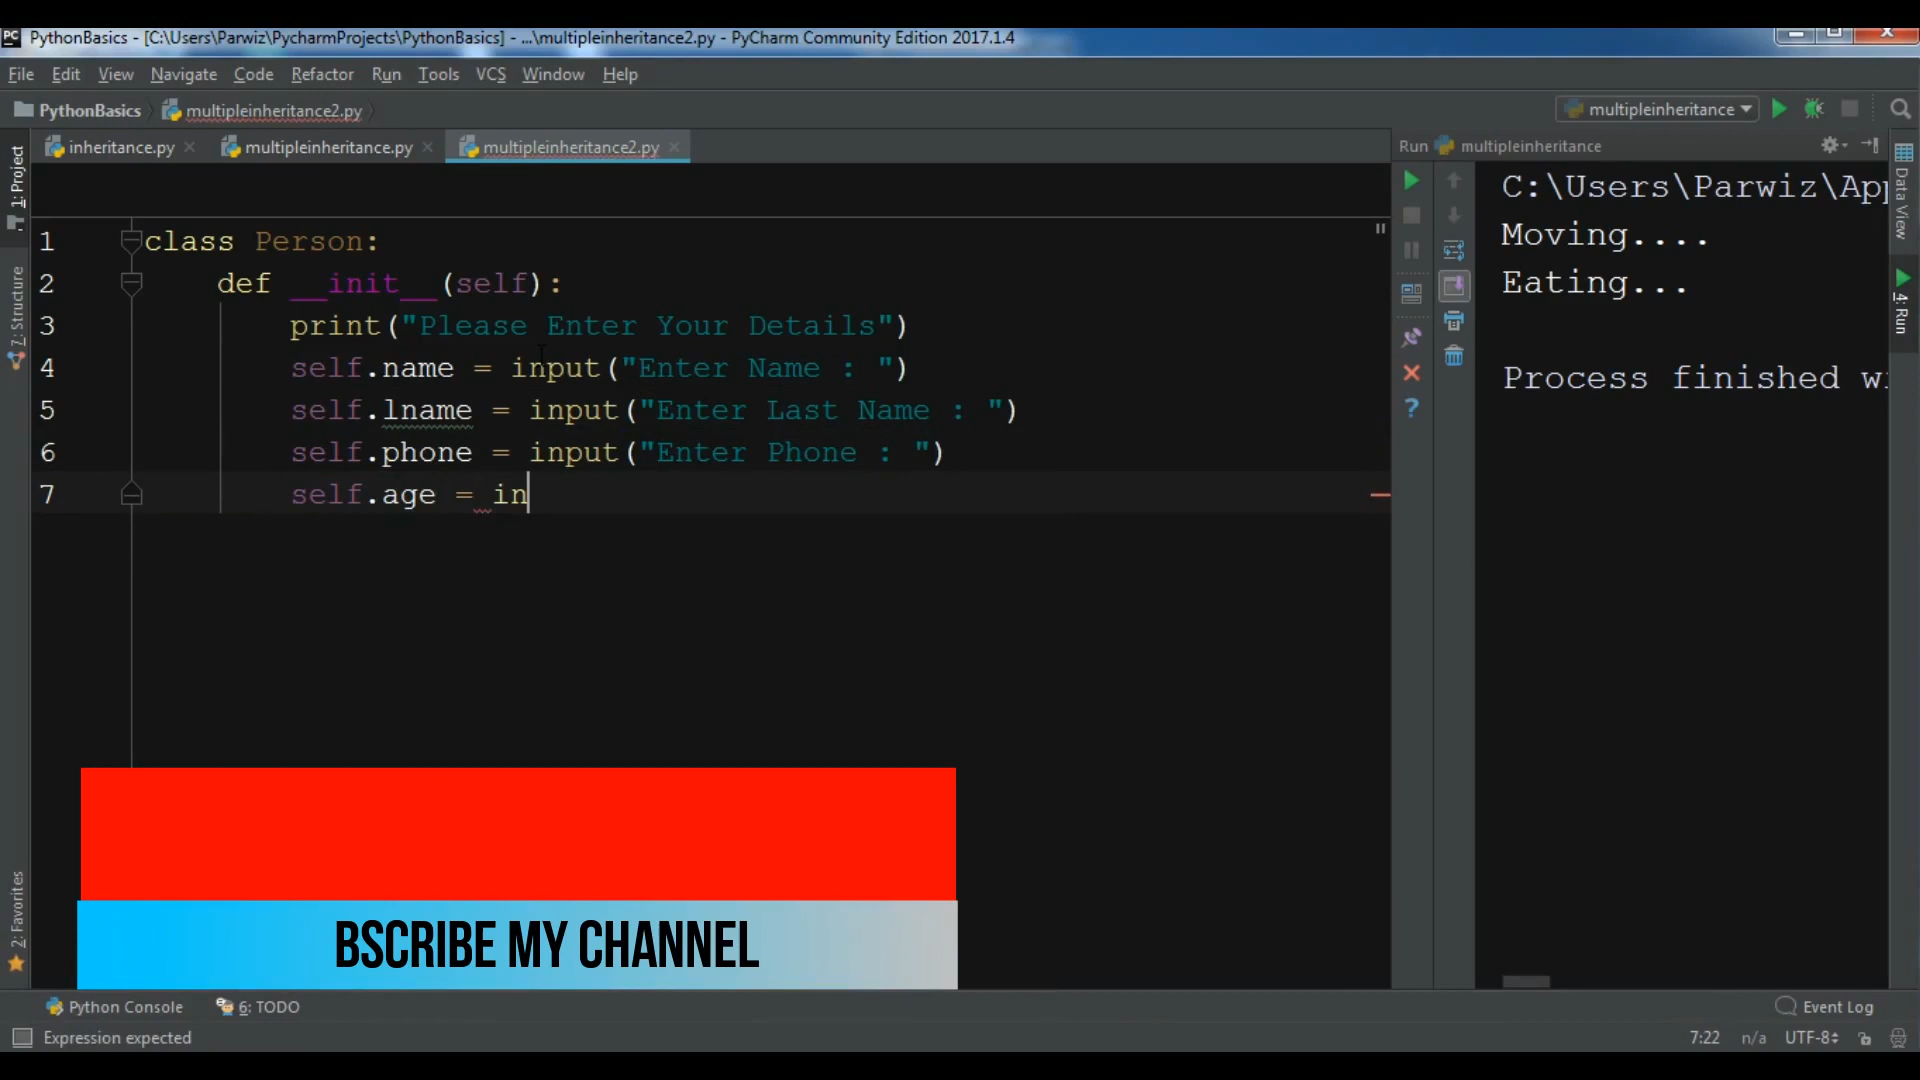 PythonBasics - [C:\Users\Parwiz\PycharmProjects\PythonBasics] - ...\multipleinheritance2.py - PyCharm Community Edition 2017.1.4
File Edit View Navigate Code Refactor Run Tools VCS Window Help
PythonBasics multipleinheritance2.py multipleinheritance
inheritance.py multipleinheritance.py multipleinheritance2.py
Run multipleinheritance
1: Project
7: Structure
2: Favorites
1 class Person:
2 def __init__(self):
3 print("Please Enter Your Details")
4 self.name = input("Enter Name : ")
5 self.lname = input("Enter Last Name : ")
6 self.phone = input("Enter Phone : ")
7 self.age = in
C:\Users\Parwiz\App
Moving....
Eating...
Process finished wi
Data View
4: Run
BSCRIBE MY CHANNEL
Python Console 6: TODO Event Log
Expression expected 7:22 n/a UTF-8